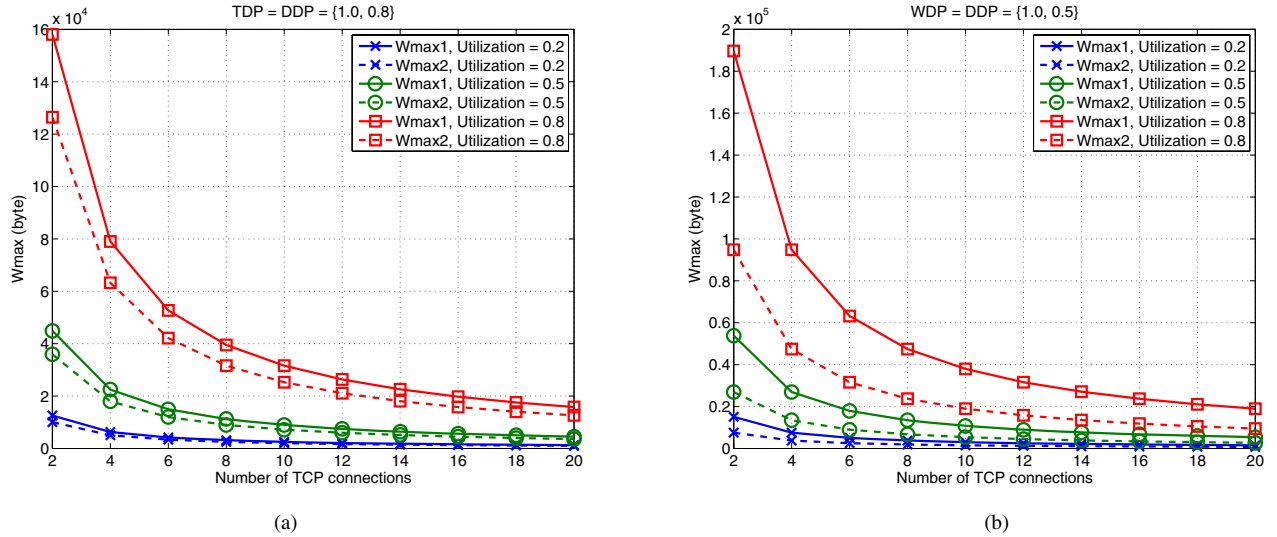 TDP = DDP = {1.0, 0.8}
x 10^4
16
14
12
10
8
6
4
2
0
Wmax (byte)
Wmax1, Utilization = 0.2
Wmax2, Utilization = 0.2
Wmax1, Utilization = 0.5
Wmax2, Utilization = 0.5
Wmax1, Utilization = 0.8
Wmax2, Utilization = 0.8
2 4 6 8 10 12 14 16 18 20
Number of TCP connections
(a)
WDP = DDP = {1.0, 0.5}
x 10^5
2
1.8
1.6
1.4
1.2
1
0.8
0.6
0.4
0.2
0
Wmax (byte)
Wmax1, Utilization = 0.2
Wmax2, Utilization = 0.2
Wmax1, Utilization = 0.5
Wmax2, Utilization = 0.5
Wmax1, Utilization = 0.8
Wmax2, Utilization = 0.8
2 4 6 8 10 12 14 16 18 20
Number of TCP connections
(b)